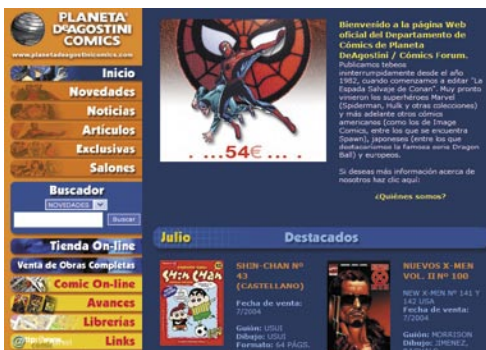 PLANETA
DeAGOSTINI
COMICS
www.planetadeagostinicomics.com
Inicio
Novedades
Noticias
Artículos
Exclusivas
Salones
Buscador
NOVEDADES
Buscar
Tienda On-line
Venta de Obras Completas
Comic On-line
Avances
Librerías
Links
...54€...
Bienvenido a la página Web
oficial del Departamento de
Cómics de Planeta
DeAgostini / Cómics Forum.
Publicamos tebeos
ininterrumpidamente desde el año
1982, cuando comenzamos a editar "La
Espada Salvaje de Conan". Muy pronto
vinieron los superhéroes Marvel
(Spiderman, Hulk y otras colecciones)
y más adelante otros cómics
americanos (como los de Image
Comics, entre los que se encuentra
Spawn), japoneses (entre los que
destacaríamos la famosa serie Dragon
Ball) y europeos.
Si deseas más información acerca de
nosotros haz clic aquí:
¿Quiénes somos?
Julio
Destacados
Shin Chan
SHIN-CHAN Nº
43
(CASTELLANO)
Fecha de venta:
7/2004
Guión: USUI
Dibujo: USUI
Formato: 64 PÁGS.
NUEVOS X-MEN
VOL. II Nº 100
NEW X-MEN Nº 141 Y
142 USA
Fecha de venta:
7/2004
Guión: MORRISON
Dibujo: JIMENEZ,